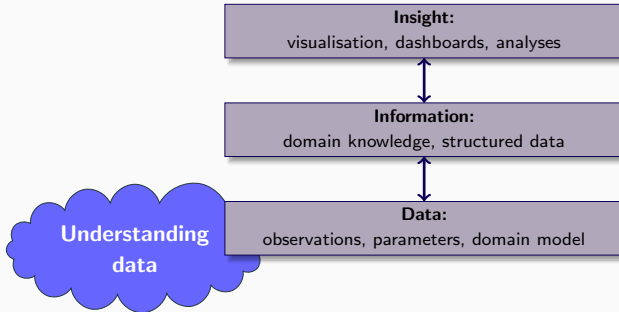 Insight:
visualisation, dashboards, analyses
Information:
domain knowledge, structured data
Understanding
data
Data:
observations, parameters, domain model